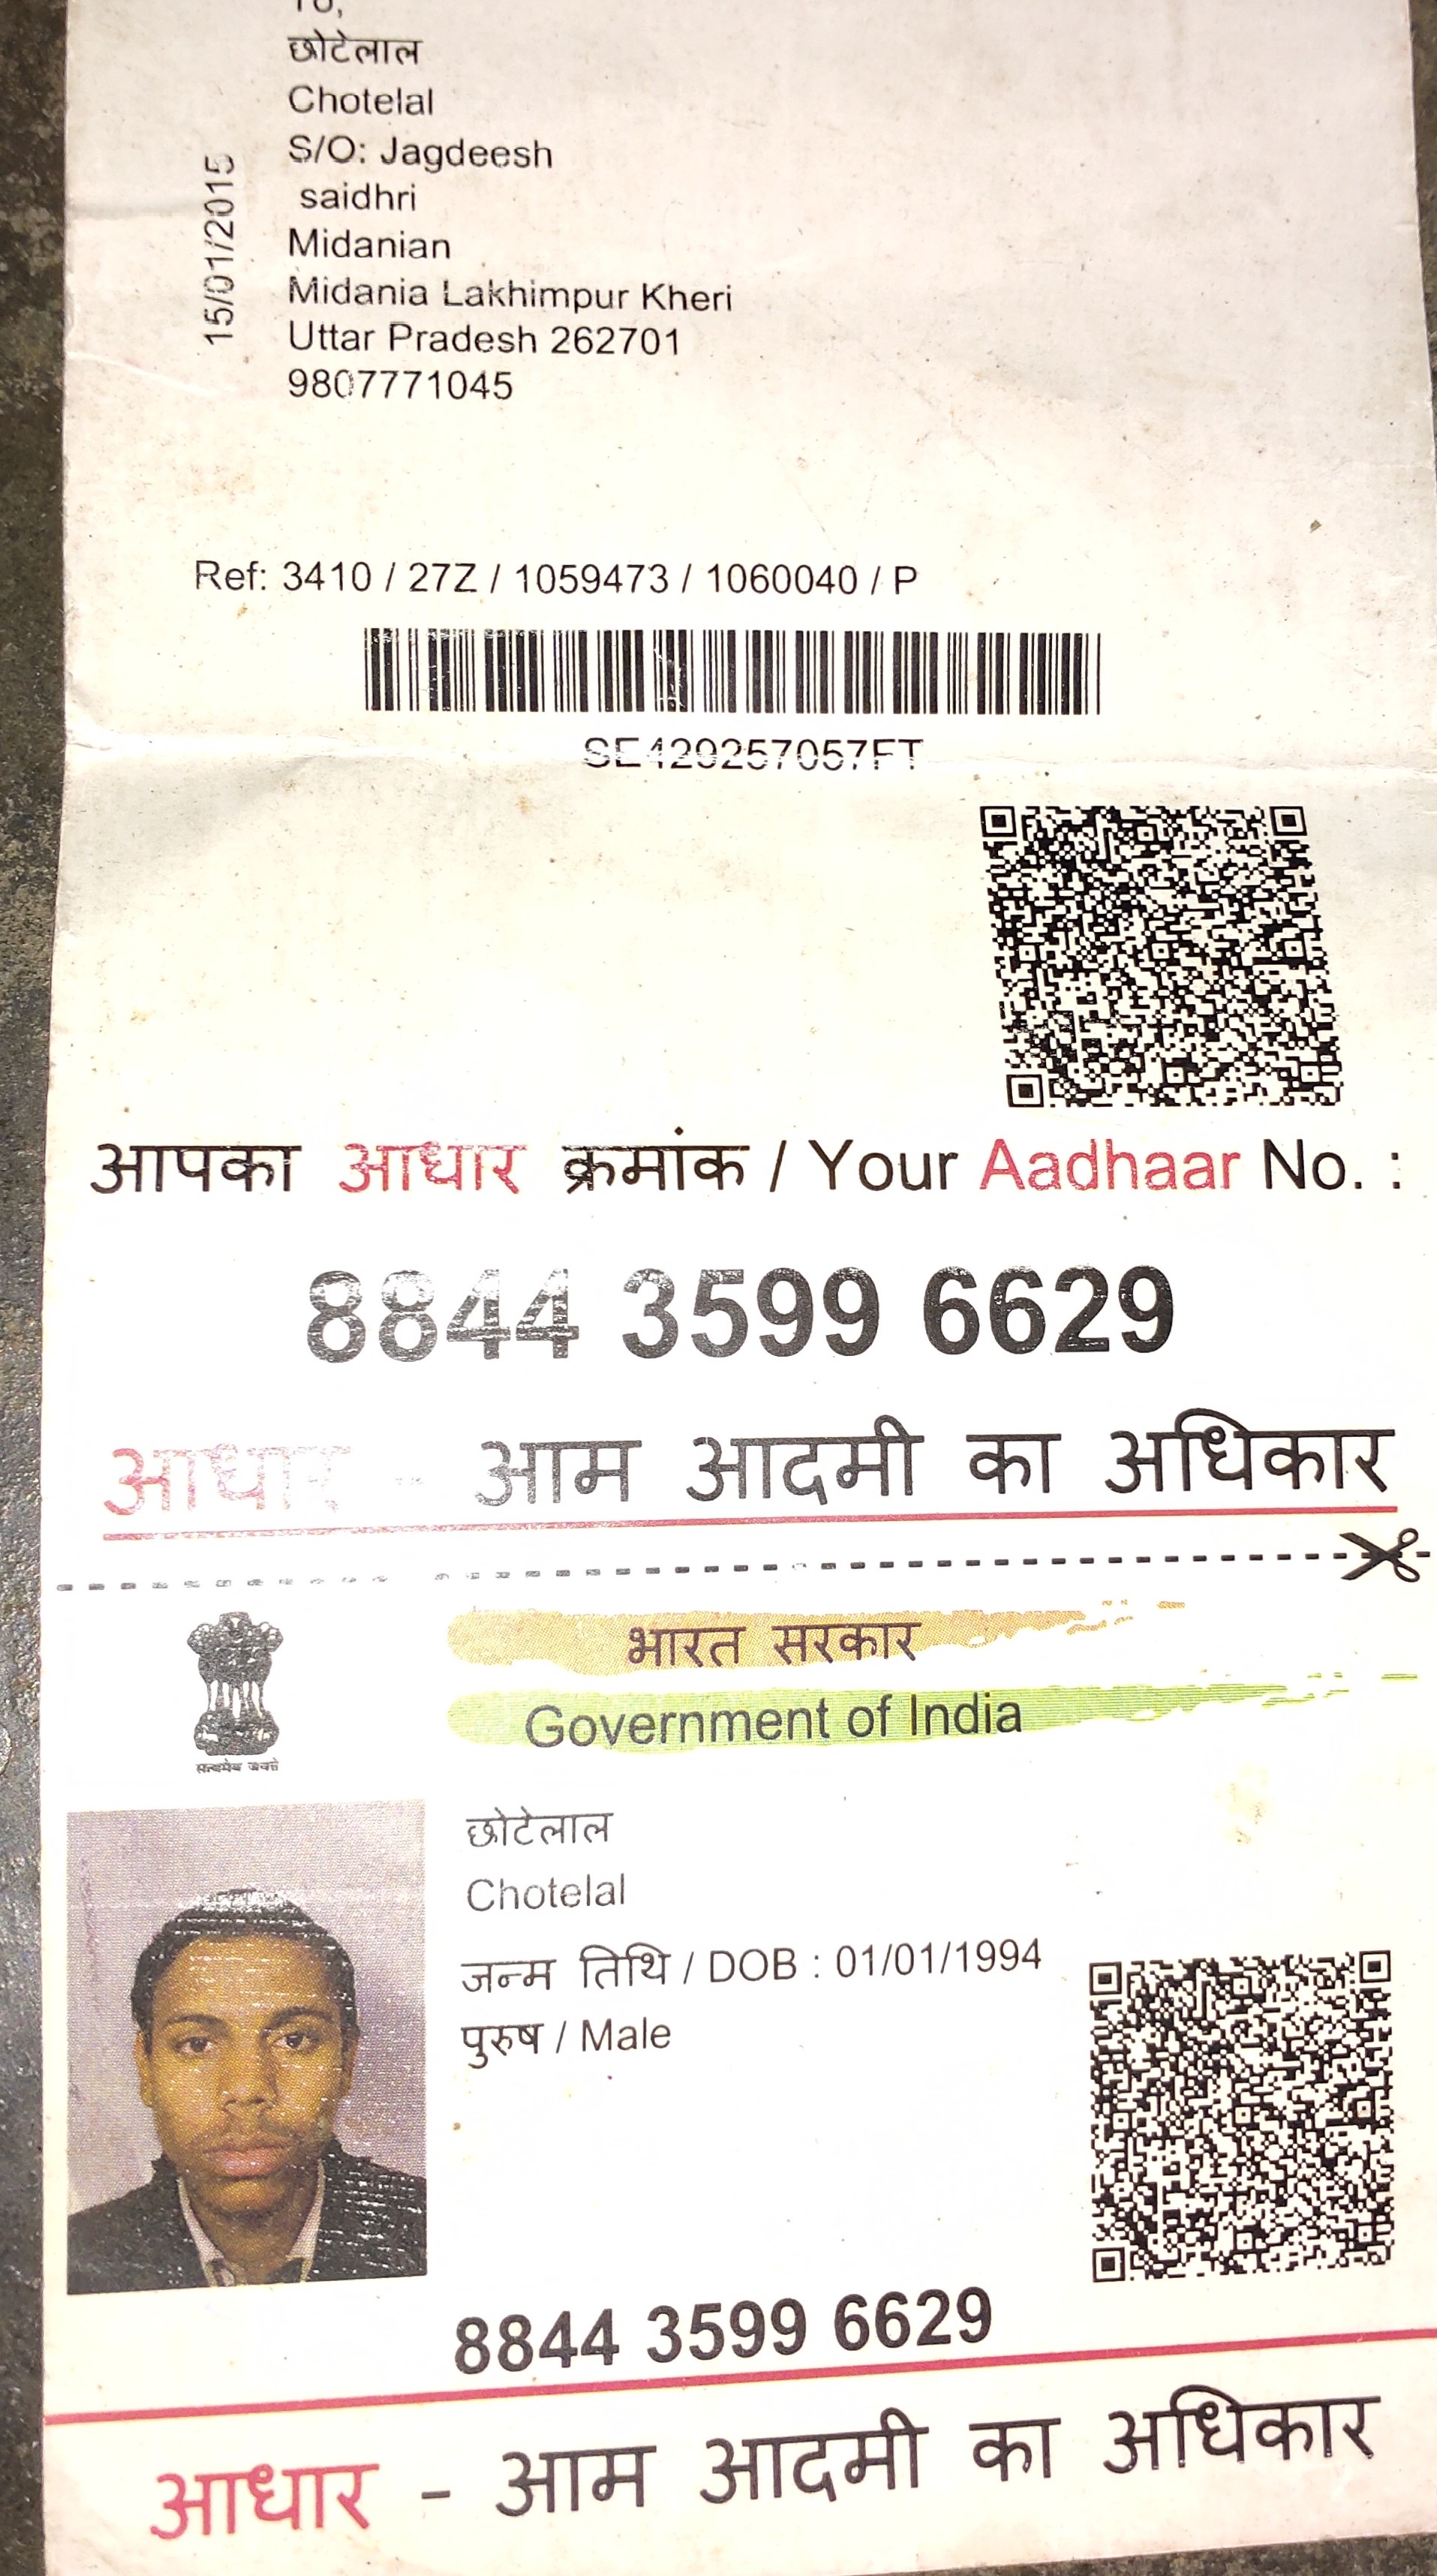 To,
छोटेलाल
Chotelal
S/O: Jagdeesh
saidhri
Midanian
Midania Lakhimpur Kheri
Uttar Pradesh 262701
9807771045
15/01/2015
Ref: 3410 / 27Z / 1059473 / 1060040 / P
SE429257057FT
आपका आधार क्रमांक / Your Aadhaar No. :
8844 3599 6629
आधार - आम आदमी का अधिकार
भारत सरकार
Government of India
सत्यमेव जयते
छोटेलाल
Chotelal
जन्म तिथि / DOB : 01/01/1994
पुरुष / Male
8844 3599 6629
आधार - आम आदमी का अधिकार